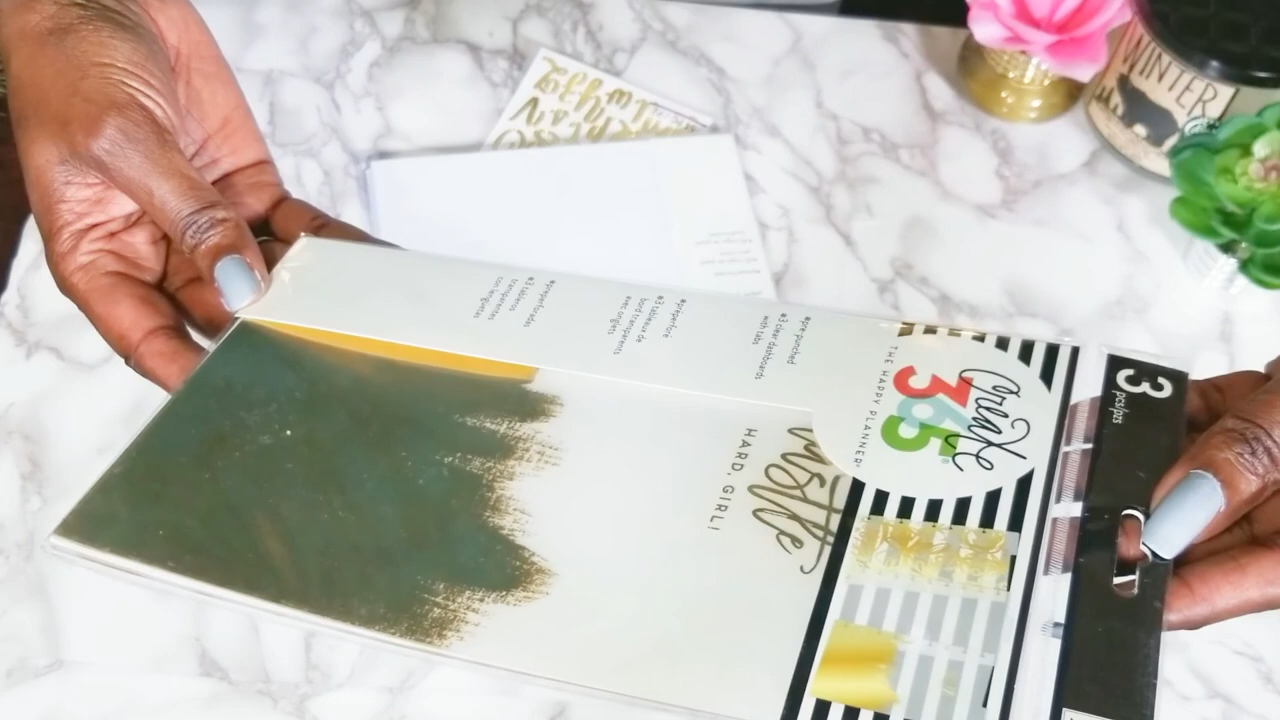 3
pcs/pzs
Create
365®
THE HAPPY PLANNER®
•pre-punched
•3 clear dashboards
with tabs
•préperforé
•3 tableaux de
bord transparents
avec onglets
•preperforadas
•3 tableros
transparentes
con lengüetas
hustle
HARD, GIRL!
WINTER